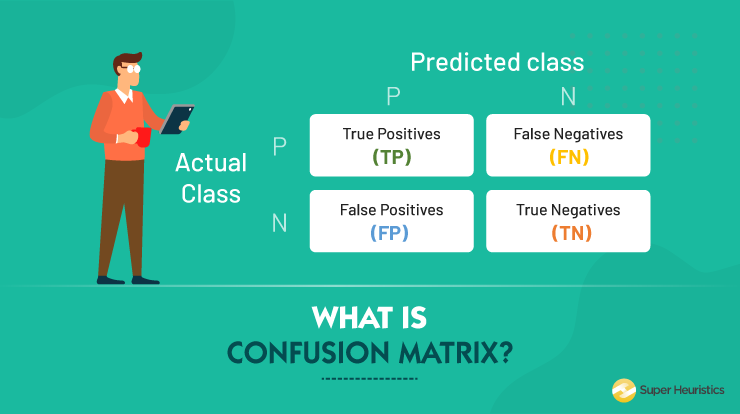 Predicted class
P N
P
True Positives
(TP)
False Negatives
(FN)
Actual
Class
N
False Positives
(FP)
True Negatives
(TN)
WHAT IS
CONFUSION MATRIX?
Super Heuristics